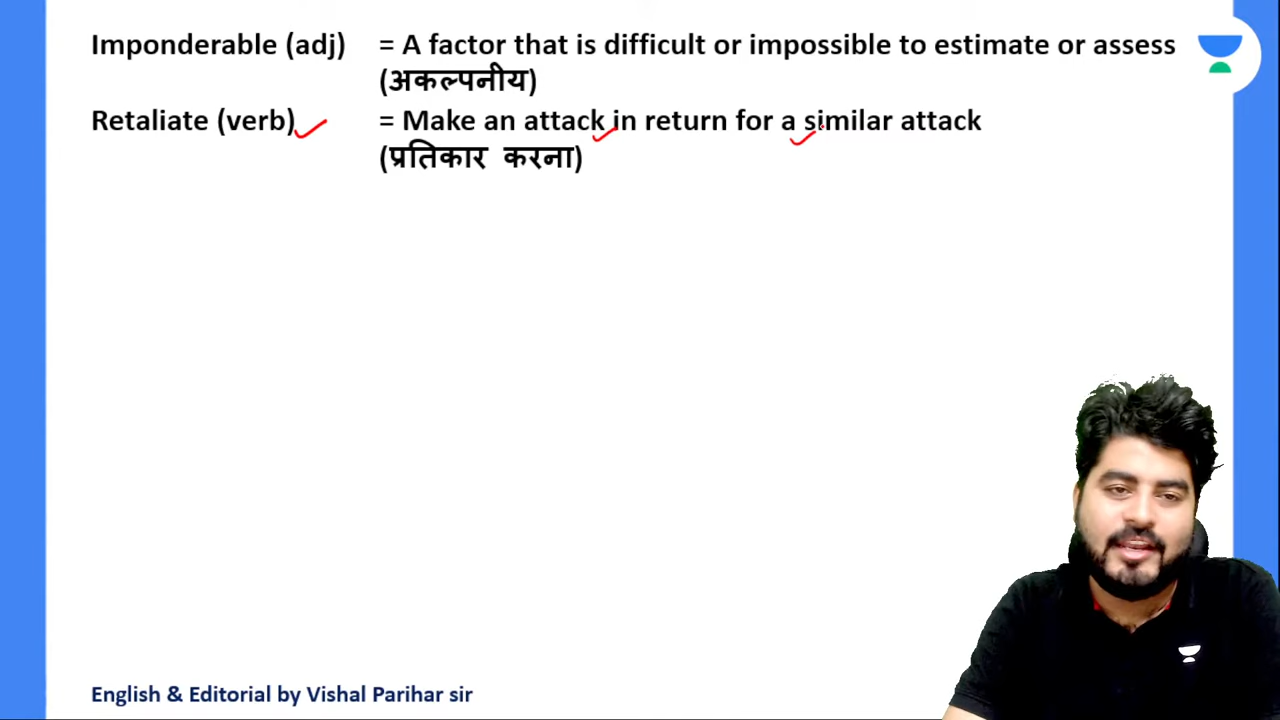 Imponderable (adj) = A factor that is difficult or impossible to estimate or assess
(अकल्पनीय)
Retaliate (verb) = Make an attack in return for a similar attack
(प्रतिकार करना)
English & Editorial by Vishal Parihar sir